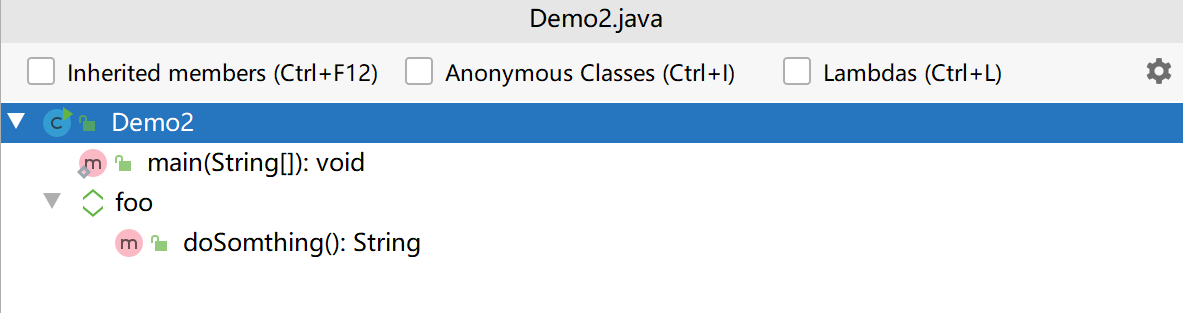 Demo2.java
Inherited members (Ctrl+F12) Anonymous Classes (Ctrl+I) Lambdas (Ctrl+L)
C Demo2
m main(String[]): void
foo
m doSomthing(): String